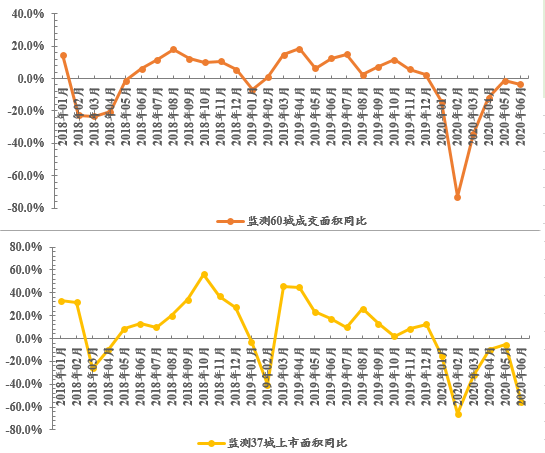 40.0%
20.0%
0.0%
-20.0%
-40.0%
-60.0%
-80.0%
2018年01月
2018年02月
2018年03月
2018年04月
2018年05月
2018年06月
2018年07月
2018年08月
2018年09月
2018年10月
2018年11月
2018年12月
2019年01月
2019年02月
2019年03月
2019年04月
2019年05月
2019年06月
2019年07月
2019年08月
2019年09月
2019年10月
2019年11月
2019年12月
2020年01月
2020年02月
2020年03月
2020年04月
2020年05月
2020年06月
监测60城成交面积同比
80.0%
60.0%
40.0%
20.0%
0.0%
-20.0%
-40.0%
-60.0%
-80.0%
2018年01月
2018年02月
2018年03月
2018年04月
2018年05月
2018年06月
2018年07月
2018年08月
2018年09月
2018年10月
2018年11月
2018年12月
2019年01月
2019年02月
2019年03月
2019年04月
2019年05月
2019年06月
2019年07月
2019年08月
2019年09月
2019年10月
2019年11月
2019年12月
2020年01月
2020年02月
2020年03月
2020年04月
2020年05月
2020年06月
监测37城上市面积同比